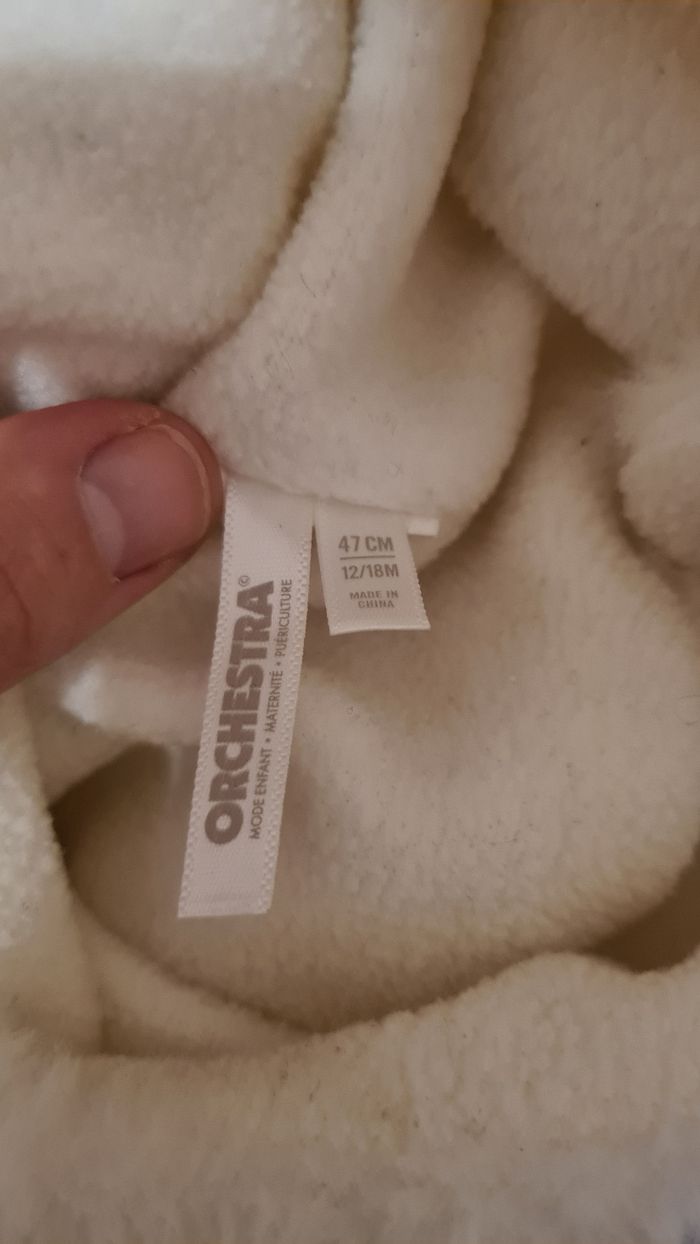 ORCHESTRA©
MODE ENFANT • MATERNITÉ • PUÉRICULTURE
47 CM
12/18M
MADE IN
CHINA